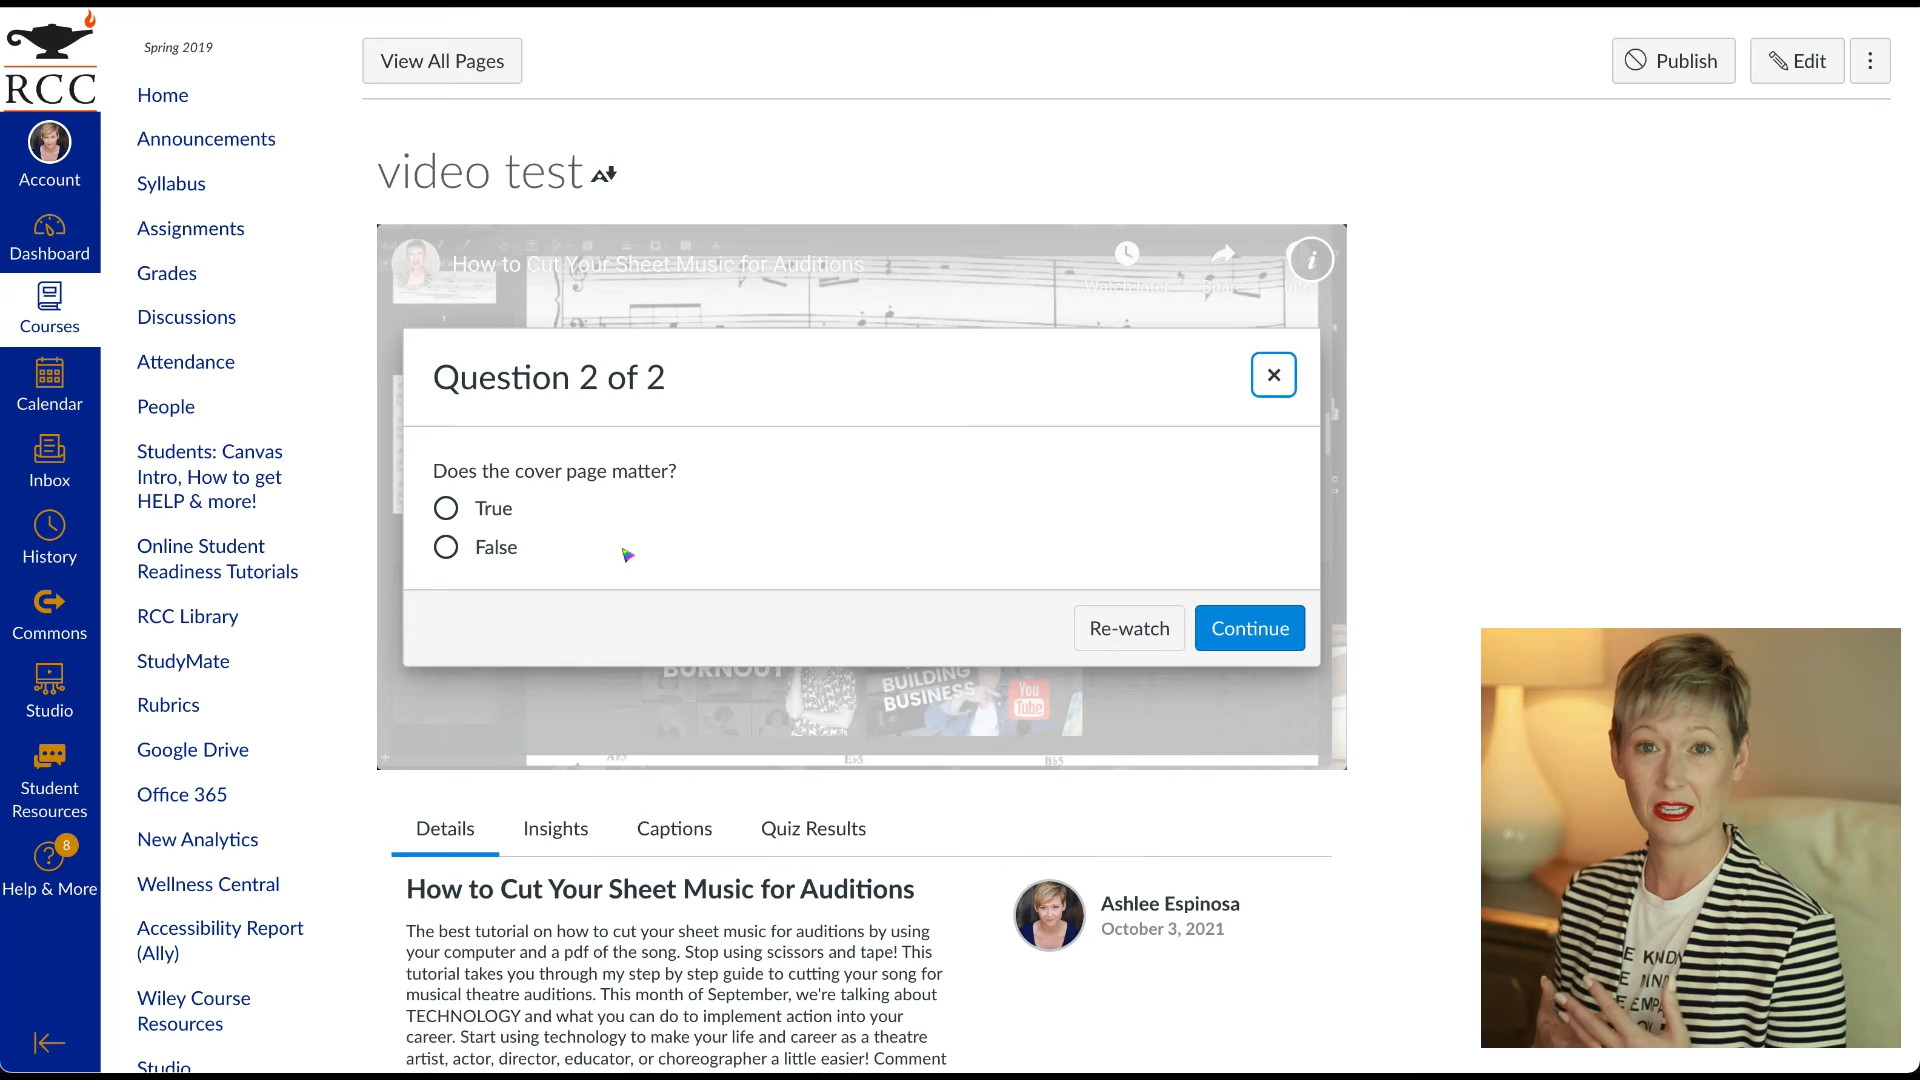 RCC
Account
Dashboard
Courses
Calendar
Inbox
History
Commons
Studio
Student
Resources
8
Help & More
Spring 2019
Home
Announcements
Syllabus
Assignments
Grades
Discussions
Attendance
People
Students: Canvas
Intro, How to get
HELP & more!
Online Student
Readiness Tutorials
RCC Library
StudyMate
Rubrics
Google Drive
Office 365
New Analytics
Wellness Central
Accessibility Report
(Ally)
Wiley Course
Resources
Studio
View All Pages
Publish
Edit
video test
How to Cut Your Sheet Music for Auditions
Watch later
Share
Info
Question 2 of 2
Does the cover page matter?
True
False
Re-watch
Continue
BURNOUT
BUILDING
BUSINESS
You
Tube
Details
Insights
Captions
Quiz Results
How to Cut Your Sheet Music for Auditions
The best tutorial on how to cut your sheet music for auditions by using
your computer and a pdf of the song. Stop using scissors and tape! This
tutorial takes you through my step by step guide to cutting your song for
musical theatre auditions. This month of September, we're talking about
TECHNOLOGY and what you can do to implement action into your
career. Start using technology to make your life and career as a theatre
artist, actor, director, educator, or choreographer a little easier! Comment
Ashlee Espinosa
October 3, 2021